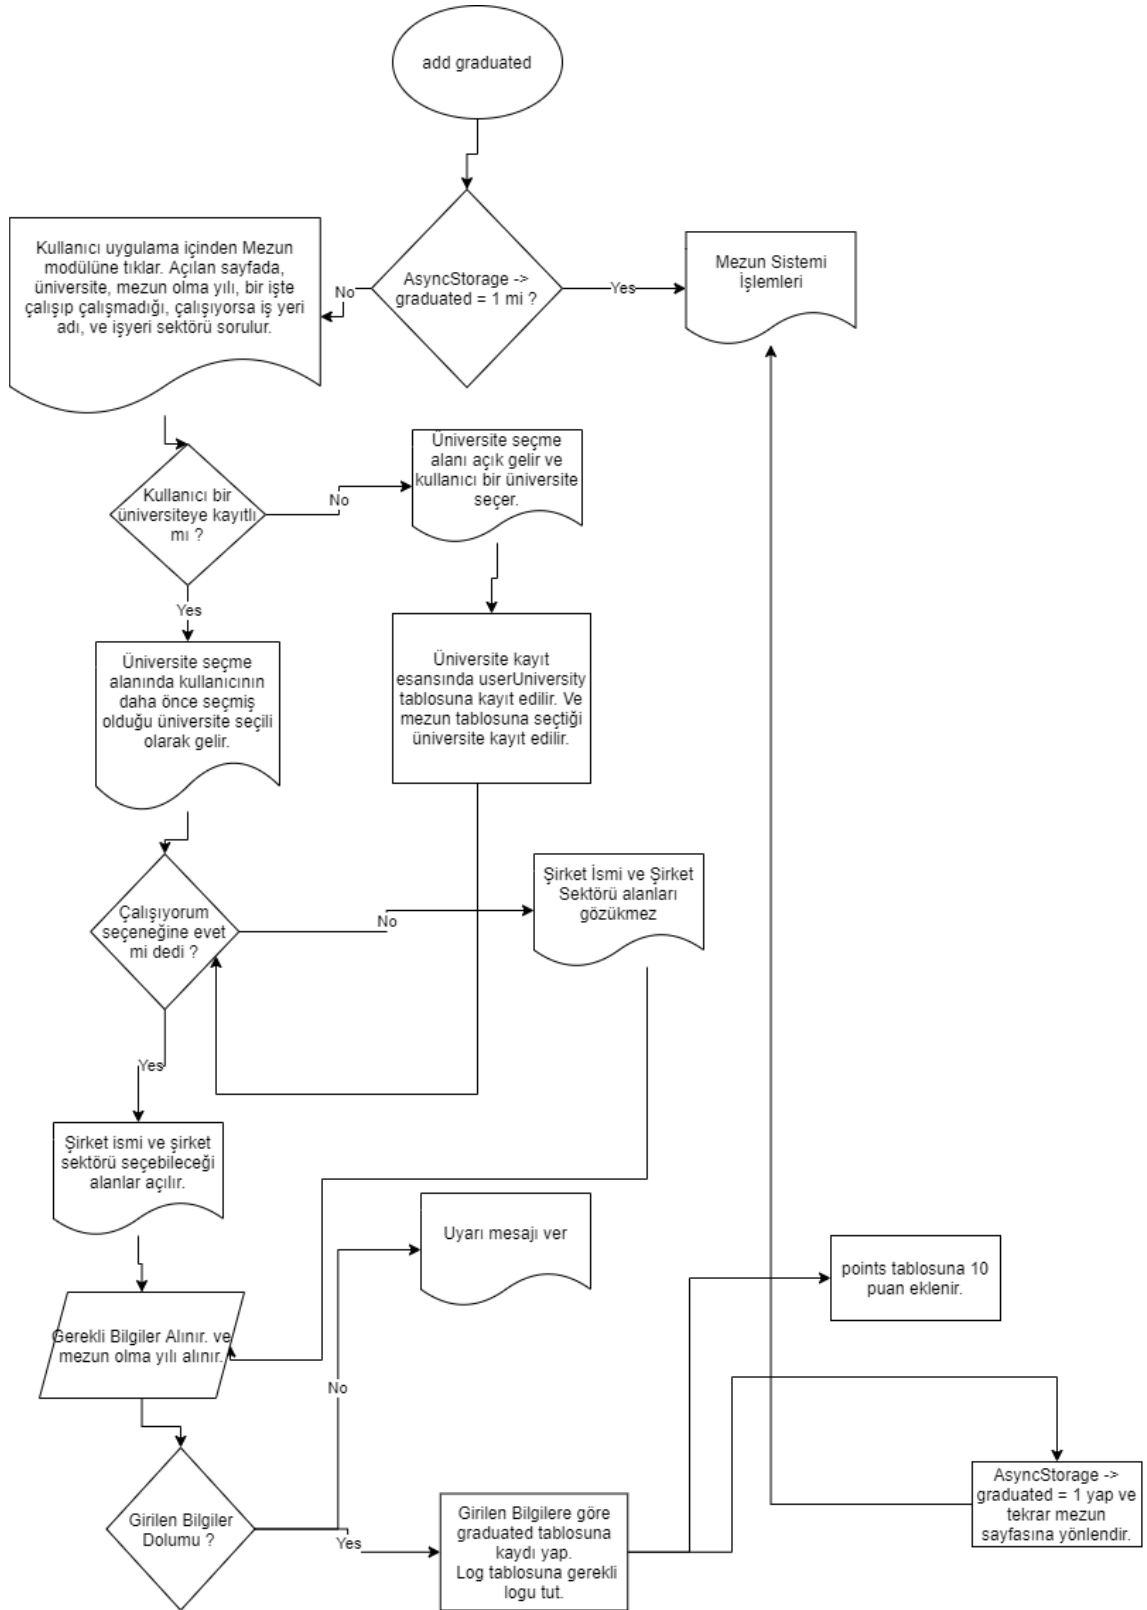 add graduated
AsyncStorage ->
graduated = 1 mi ?
No
Yes
Kullanıcı uygulama içinden Mezun
modülüne tıklar. Açılan sayfada,
üniversite, mezun olma yılı, bir işte
çalışıp çalışmadığı, çalışıyorsa iş yeri
adı, ve işyeri sektörü sorulur.
Mezun Sistemi
İşlemleri
Kullanıcı bir
üniversiteye kayıtlı
mı ?
No
Yes
Üniversite seçme
alanı açık gelir ve
kullanıcı bir üniversite
seçer.
Üniversite seçme
alanında kullanıcının
daha önce seçmiş
olduğu üniversite seçili
olarak gelir.
Üniversite kayıt
esansında userUniversity
tablosuna kayıt edilir. Ve
mezun tablosuna seçtiği
üniversite kayıt edilir.
Çalışıyorum
seçeneğine evet
mi dedi ?
No
Yes
Şirket İsmi ve Şirket
Sektörü alanları
gözükmez
Şirket ismi ve şirket
sektörü seçebileceği
alanlar açılır.
Uyarı mesajı ver
points tablosuna 10
puan eklenir.
Gerekli Bilgiler Alınır. ve
mezun olma yılı alınır.
No
Girilen Bilgiler
Dolumu ?
Yes
Girilen Bilgilere göre
graduated tablosuna
kaydı yap.
Log tablosuna gerekli
logu tut.
AsyncStorage ->
graduated = 1 yap ve
tekrar mezun
sayfasına yönlendir.